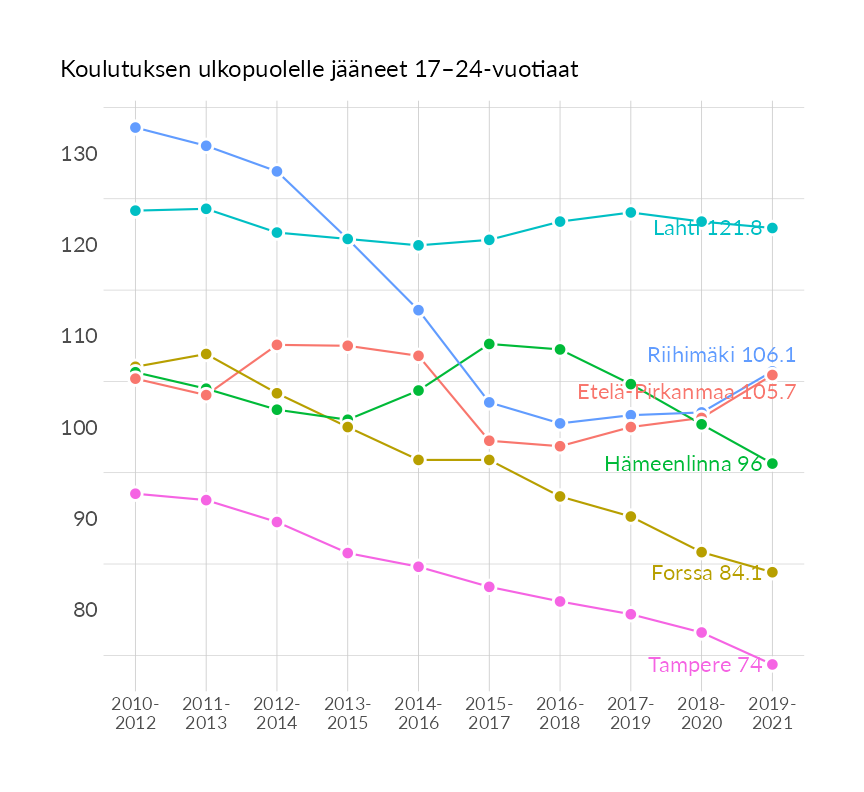 Koulutuksen ulkopuolelle jääneet 17–24-vuotiaat
130
120
110
100
90
80
Lahti 121.8
Riihimäki 106.1
Etelä-Pirkanmaa 105.7
Hämeenlinna 96
Forssa 84.1
Tampere 74
2010- 2011- 2012- 2013- 2014- 2015- 2016- 2017- 2018- 2019-
2012 2013 2014 2015 2016 2017 2018 2019 2020 2021